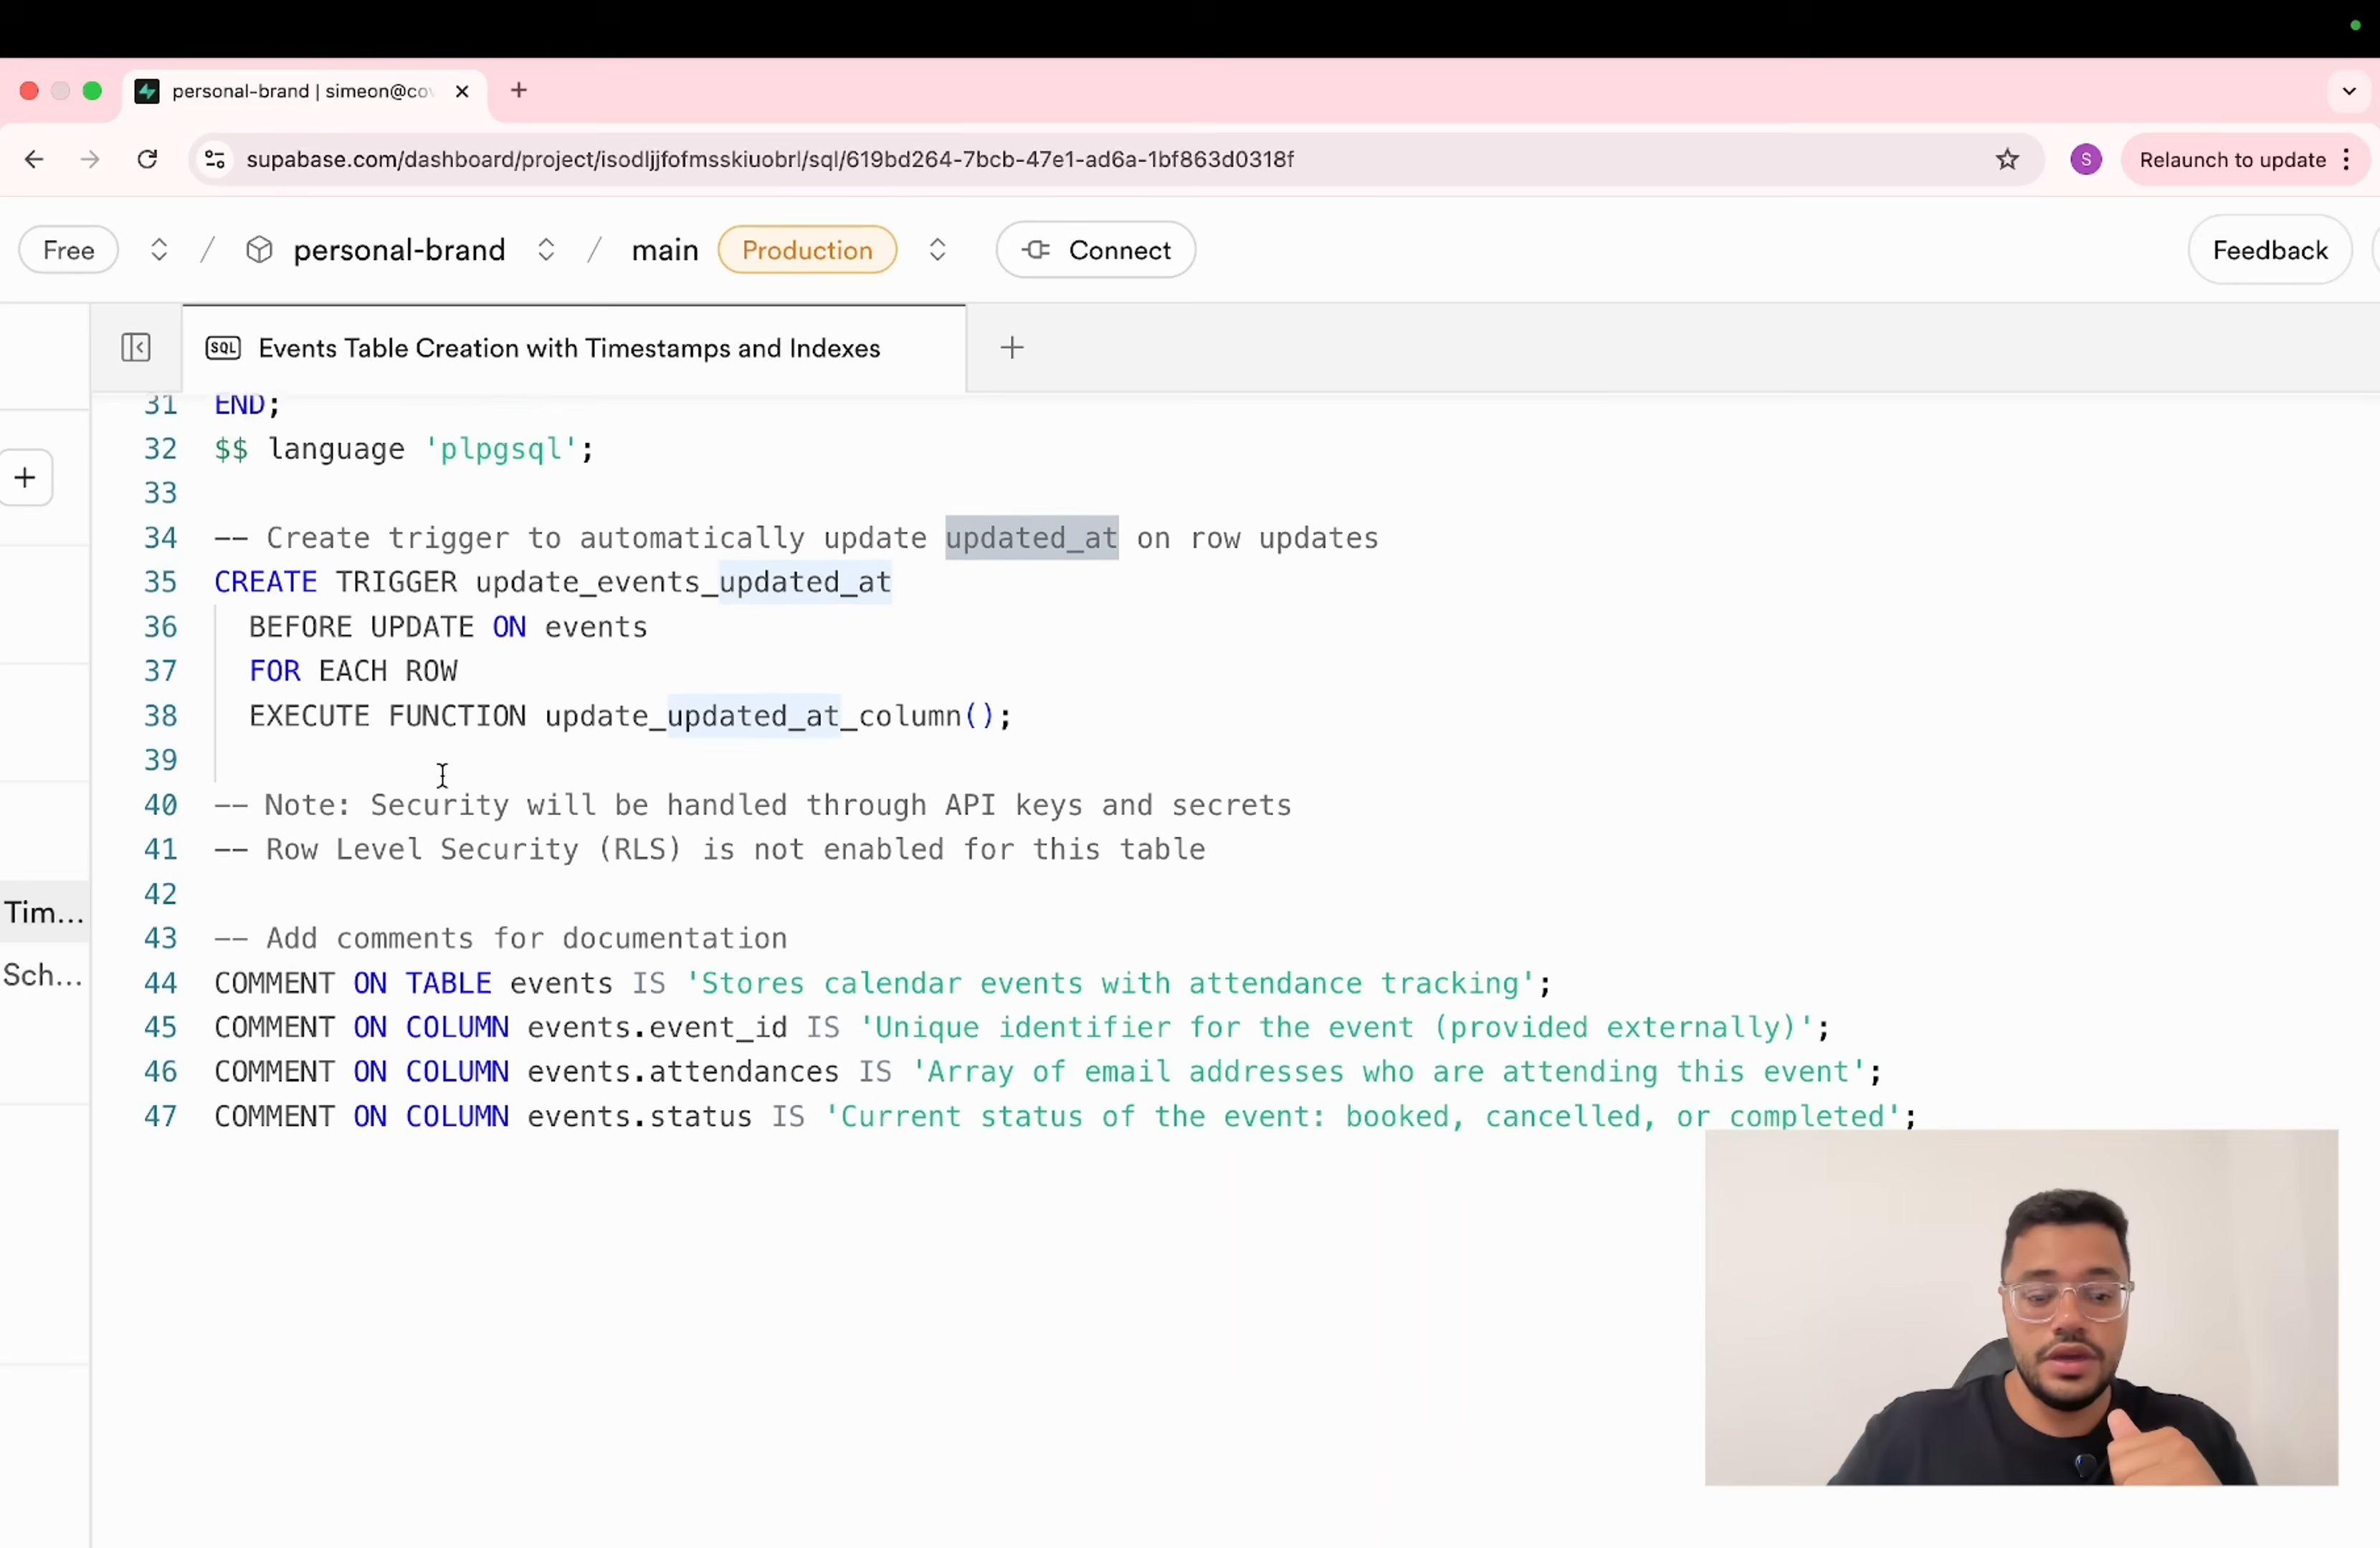 personal-brand | simeon@co
supabase.com/dashboard/project/isodljjfofmsskiuobrl/sql/619bd264-7bcb-47e1-ad6a-1bf863d0318f
S
Relaunch to update
Free / personal-brand / main Production Connect Feedback
SQL Events Table Creation with Timestamps and Indexes
31 END;
32 $$ language 'plpgsql';
33
34 -- Create trigger to automatically update updated_at on row updates
35 CREATE TRIGGER update_events_updated_at
36 BEFORE UPDATE ON events
37 FOR EACH ROW
38 EXECUTE FUNCTION update_updated_at_column();
39
40 -- Note: Security will be handled through API keys and secrets
41 -- Row Level Security (RLS) is not enabled for this table
42
Tim...
43 -- Add comments for documentation
Sch...
44 COMMENT ON TABLE events IS 'Stores calendar events with attendance tracking';
45 COMMENT ON COLUMN events.event_id IS 'Unique identifier for the event (provided externally)';
46 COMMENT ON COLUMN events.attendances IS 'Array of email addresses who are attending this event';
47 COMMENT ON COLUMN events.status IS 'Current status of the event: booked, cancelled, or completed';